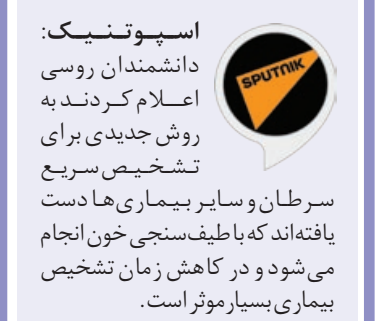 اسپوتنیک:
دانشمندان روسی
اعلام کردند به
روش جدیدی برای
تشخیص سریع
سرطان و سایر بیماری‌ها دست
یافته‌اند که با طیف‌سنجی خون انجام
می‌شود و در کاهش زمان تشخیص
بیماری بسیار موثر است.
SPUTNIK